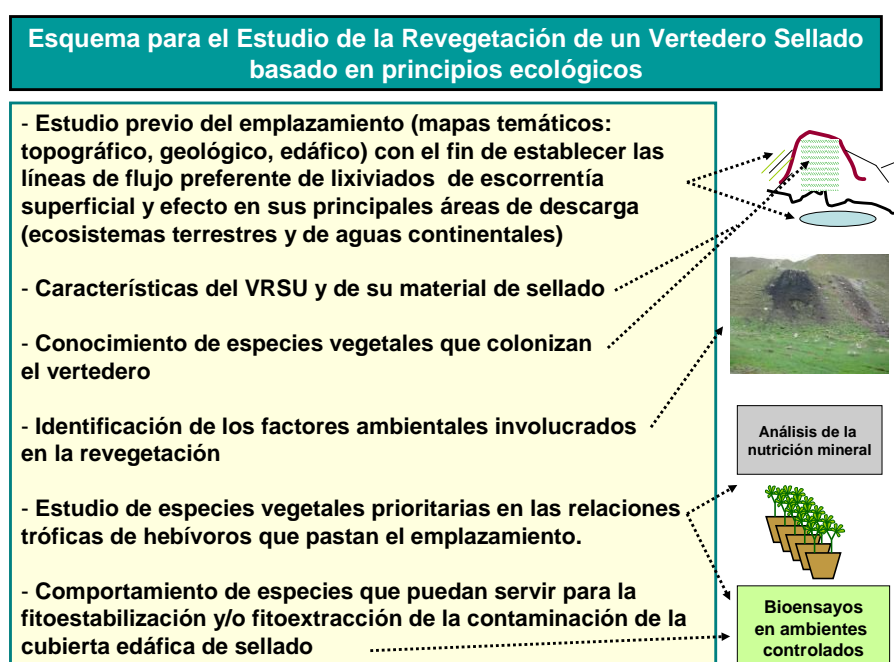 Esquema para el Estudio de la Revegetación de un Vertedero Sellado
basado en principios ecológicos
- Estudio previo del emplazamiento (mapas temáticos:
topográfico, geológico, edáfico) con el fin de establecer las
líneas de flujo preferente de lixiviados de escorrentía
superficial y efecto en sus principales áreas de descarga
(ecosistemas terrestres y de aguas continentales)
- Características del VRSU y de su material de sellado
- Conocimiento de especies vegetales que colonizan
el vertedero
- Identificación de los factores ambientales involucrados
en la revegetación
- Estudio de especies vegetales prioritarias en las relaciones
tróficas de hebívoros que pastan el emplazamiento.
- Comportamiento de especies que puedan servir para la
fitoestabilización y/o fitoextracción de la contaminación de la
cubierta edáfica de sellado
Análisis de la
nutrición mineral
Bioensayos
en ambientes
controlados